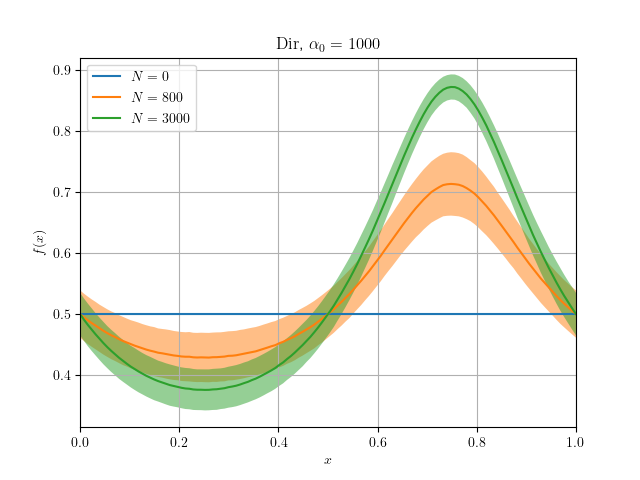 Dir, α₀ = 1000
N = 0
N = 800
N = 3000
f(x)
0.9
0.8
0.7
0.6
0.5
0.4
0.0 0.2 0.4 0.6 0.8 1.0
x